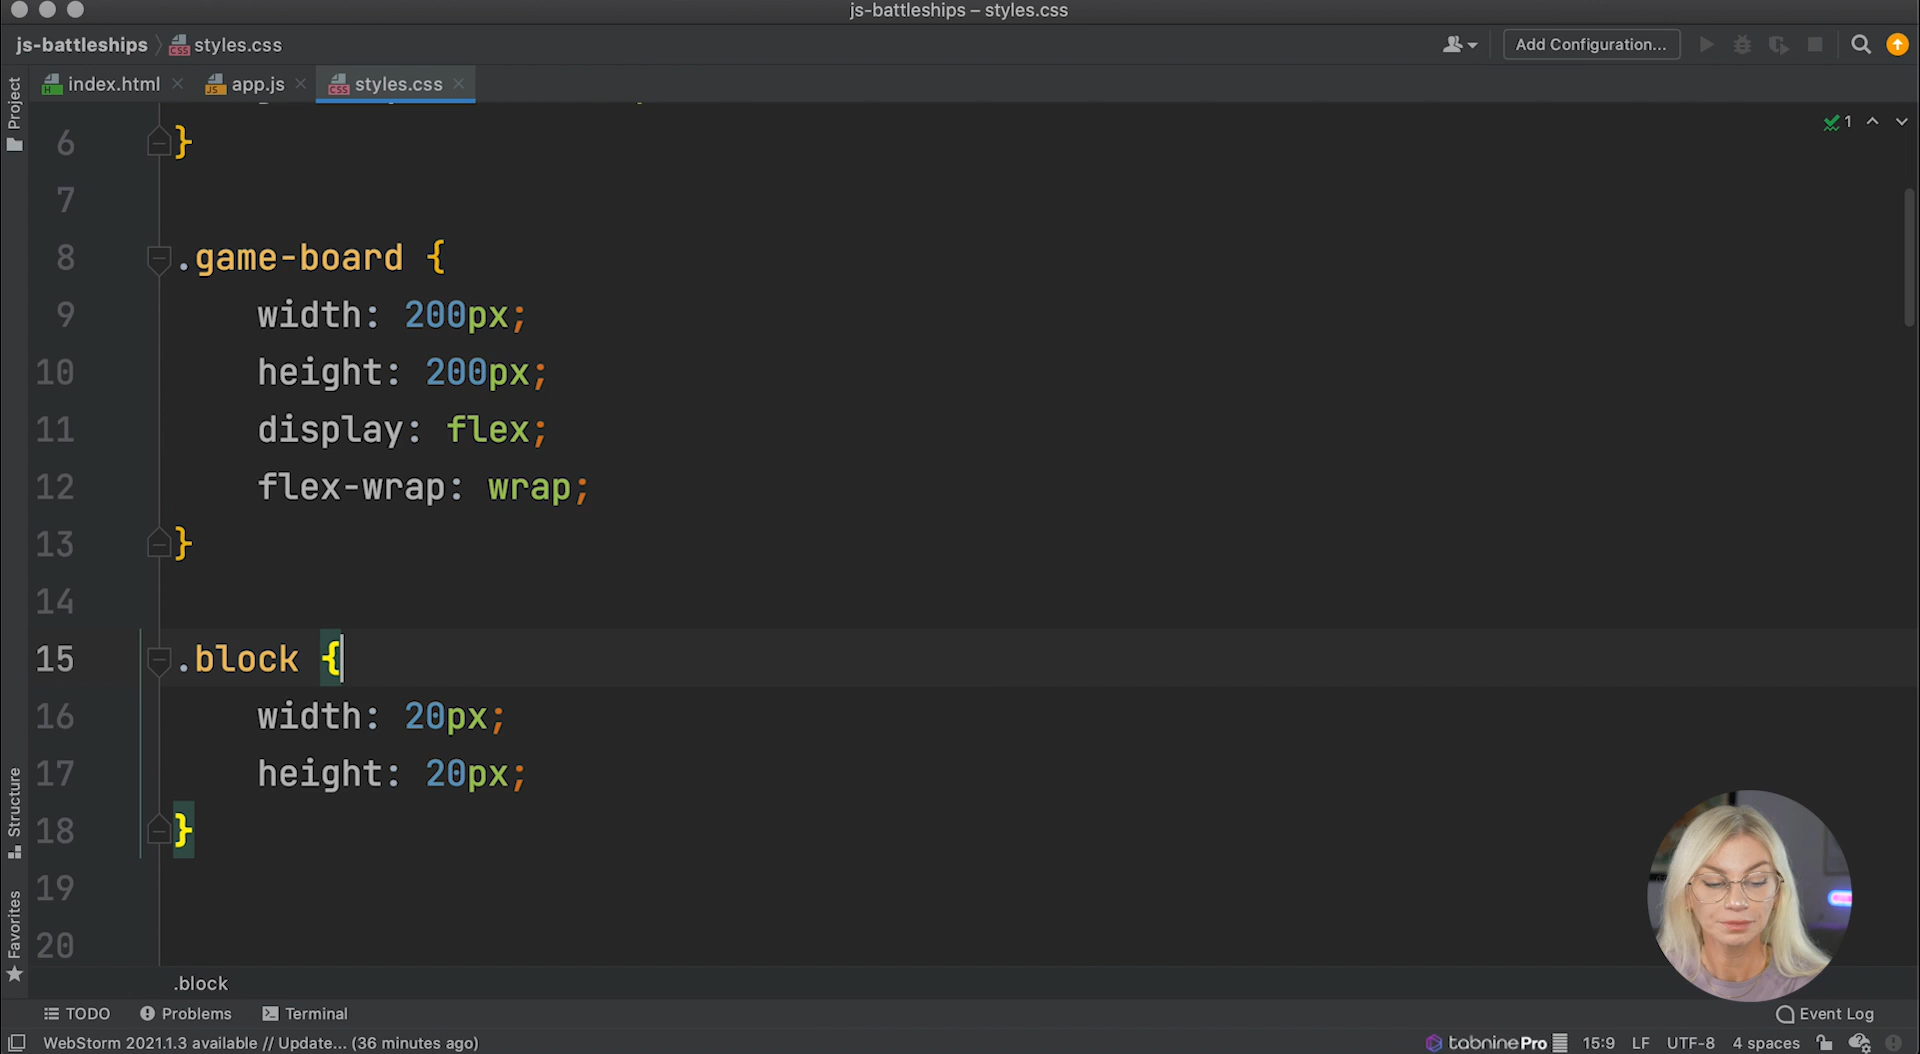 js-battleships – styles.css
js-battleships
styles.css
Add Configuration...
index.html
app.js
styles.css
Project
1
6 }
7
8 .game-board {
9 width: 200px;
10 height: 200px;
11 display: flex;
12 flex-wrap: wrap;
13 }
14
15 .block {
16 width: 20px;
17 height: 20px;
18 }
19
20
Structure
Favorites
.block
TODO
Problems
Terminal
Event Log
WebStorm 2021.1.3 available // Update... (36 minutes ago)
tabnine Pro
15:9
LF
UTF-8
4 spaces